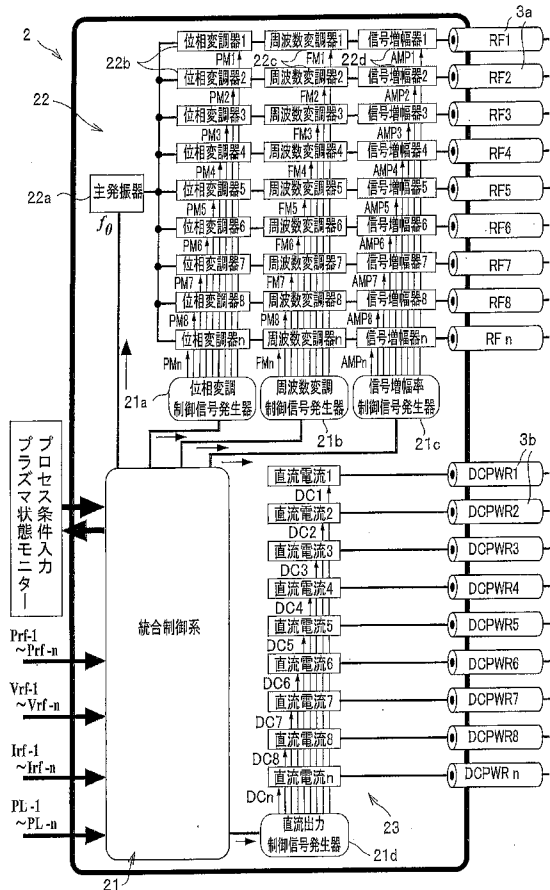 2
22
22a
22b
22c
22d
3a
主発振器
fθ
位相変調器1
周波数変調器1
信号増幅器1
RF1
PM1
FM1
AMP1
位相変調器2
周波数変調器2
信号増幅器2
RF2
PM2
FM2
AMP2
位相変調器3
周波数変調器3
信号増幅器3
RF3
PM3
FM3
AMP3
位相変調器4
周波数変調器4
信号増幅器4
RF4
PM4
FM4
AMP4
位相変調器5
周波数変調器5
信号増幅器5
RF5
PM5
FM5
AMP5
位相変調器6
周波数変調器6
信号増幅器6
RF6
PM6
FM6
AMP6
位相変調器7
周波数変調器7
信号増幅器7
RF7
PM7
FM7
AMP7
位相変調器8
周波数変調器8
信号増幅器8
RF8
PM8
FM8
AMP8
位相変調器n
周波数変調器n
信号増幅器n
RF n
PMn
FMn
AMPn
位相変調
制御信号発生器
21a
周波数変調
制御信号発生器
21b
信号増幅率
制御信号発生器
21c
プロセス条件入力
プラズマ状態モニター
Prf-1
～Prf-n
Vrf-1
～Vrf-n
Irf-1
～Irf-n
PL-1
～PL-n
統合制御系
21
3b
直流電流1
DCPWR1
DC1
直流電流2
DCPWR2
DC2
直流電流3
DCPWR3
DC3
直流電流4
DCPWR4
DC4
直流電流5
DCPWR5
DC5
直流電流6
DCPWR6
DC6
直流電流7
DCPWR7
DC7
直流電流8
DCPWR8
DC8
直流電流n
DCPWR n
DCn
23
直流出力
制御信号発生器
21d